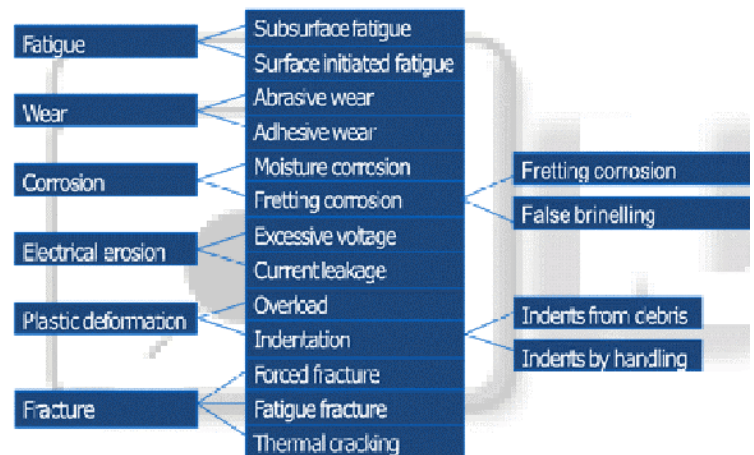 Fatigue
Subsurface fatigue
Surface initiated fatigue
Wear
Abrasive wear
Adhesive wear
Corrosion
Moisture corrosion
Fretting corrosion
Fretting corrosion
False brinelling
Electrical erosion
Excessive voltage
Current leakage
Plastic deformation
Overload
Indentation
Indents from debris
Indents by handling
Fracture
Forced fracture
Fatigue fracture
Thermal cracking